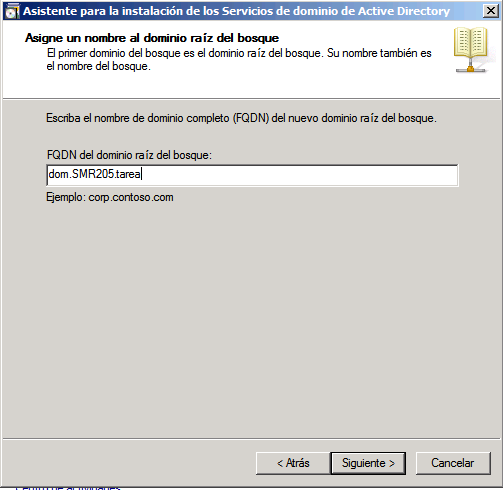 Asistente para la instalación de los Servicios de dominio de Active Directory
Asigne un nombre al dominio raíz del bosque
El primer dominio del bosque es el dominio raíz del bosque. Su nombre también es
el nombre del bosque.
Escriba el nombre de dominio completo (FQDN) del nuevo dominio raíz del bosque.
FQDN del dominio raíz del bosque:
dom.SMR205.tarea
Ejemplo: corp.contoso.com
< Atrás
Siguiente >
Cancelar